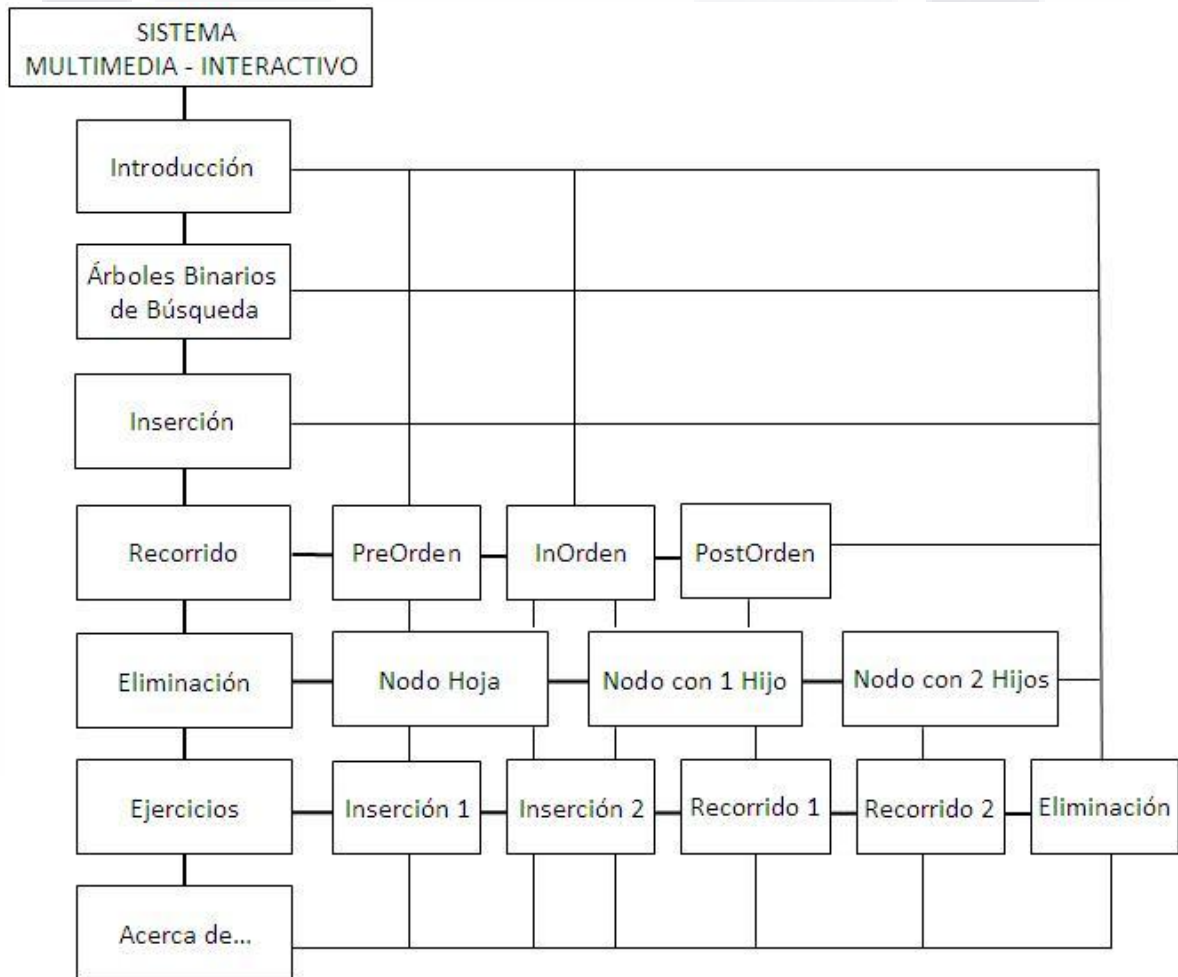 SISTEMA
MULTIMEDIA - INTERACTIVO
Introducción
Árboles Binarios
de Búsqueda
Inserción
Recorrido
PreOrden
InOrden
PostOrden
Eliminación
Nodo Hoja
Nodo con 1 Hijo
Nodo con 2 Hijos
Ejercicios
Inserción 1
Inserción 2
Recorrido 1
Recorrido 2
Eliminación
Acerca de...